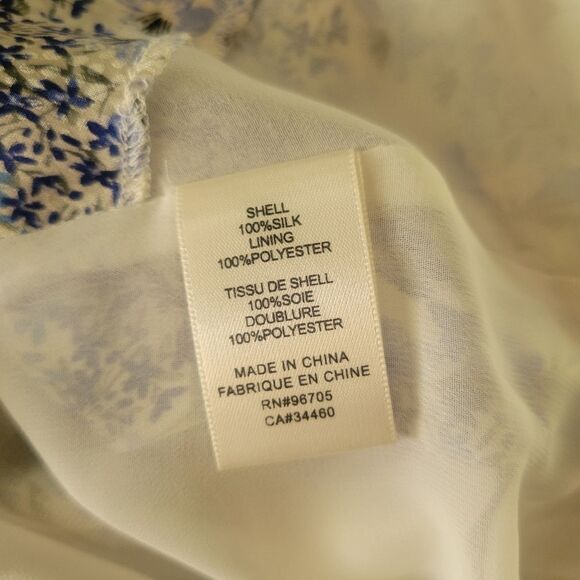 SHELL
100%SILK
LINING
100%POLYESTER
TISSU DE SHELL
100%SOIE
DOUBLURE
100%POLYESTER
MADE IN CHINA
FABRIQUE EN CHINE
RN#96705
CA#34460